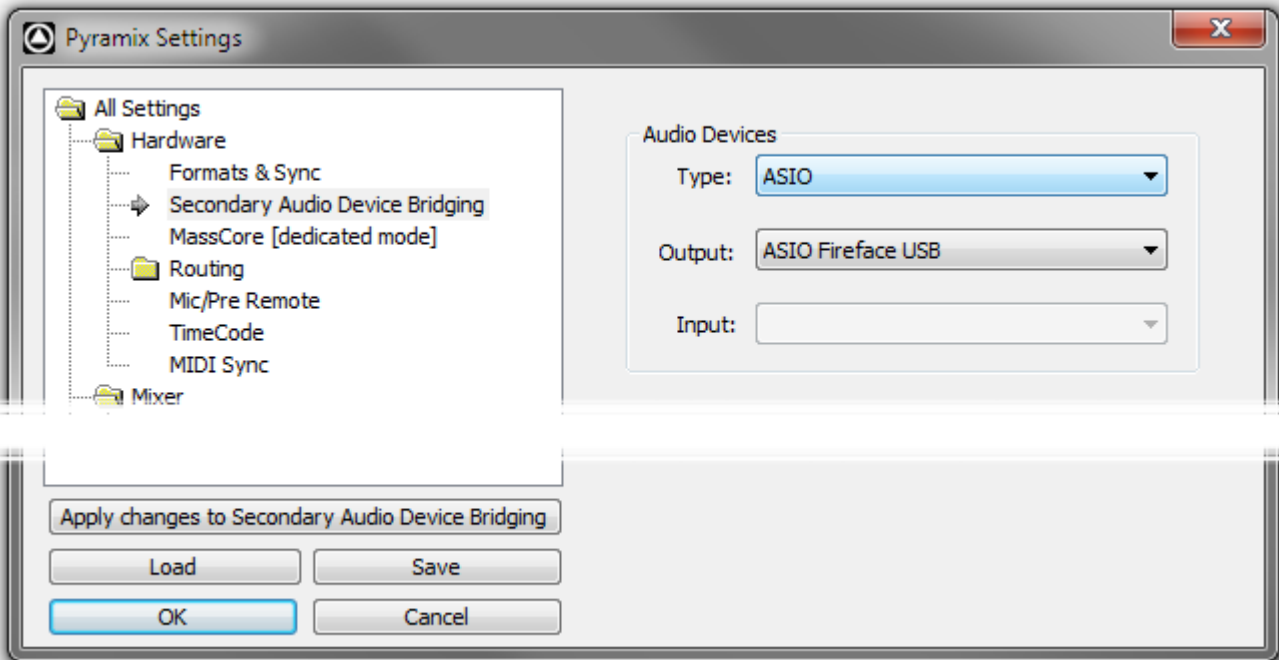 Pyramix Settings
All Settings
Hardware
Formats & Sync
Secondary Audio Device Bridging
MassCore [dedicated mode]
Routing
Mic/Pre Remote
TimeCode
MIDI Sync
Mixer
Apply changes to Secondary Audio Device Bridging
Load Save
OK Cancel
Audio Devices
Type: ASIO
Output: ASIO Fireface USB
Input: